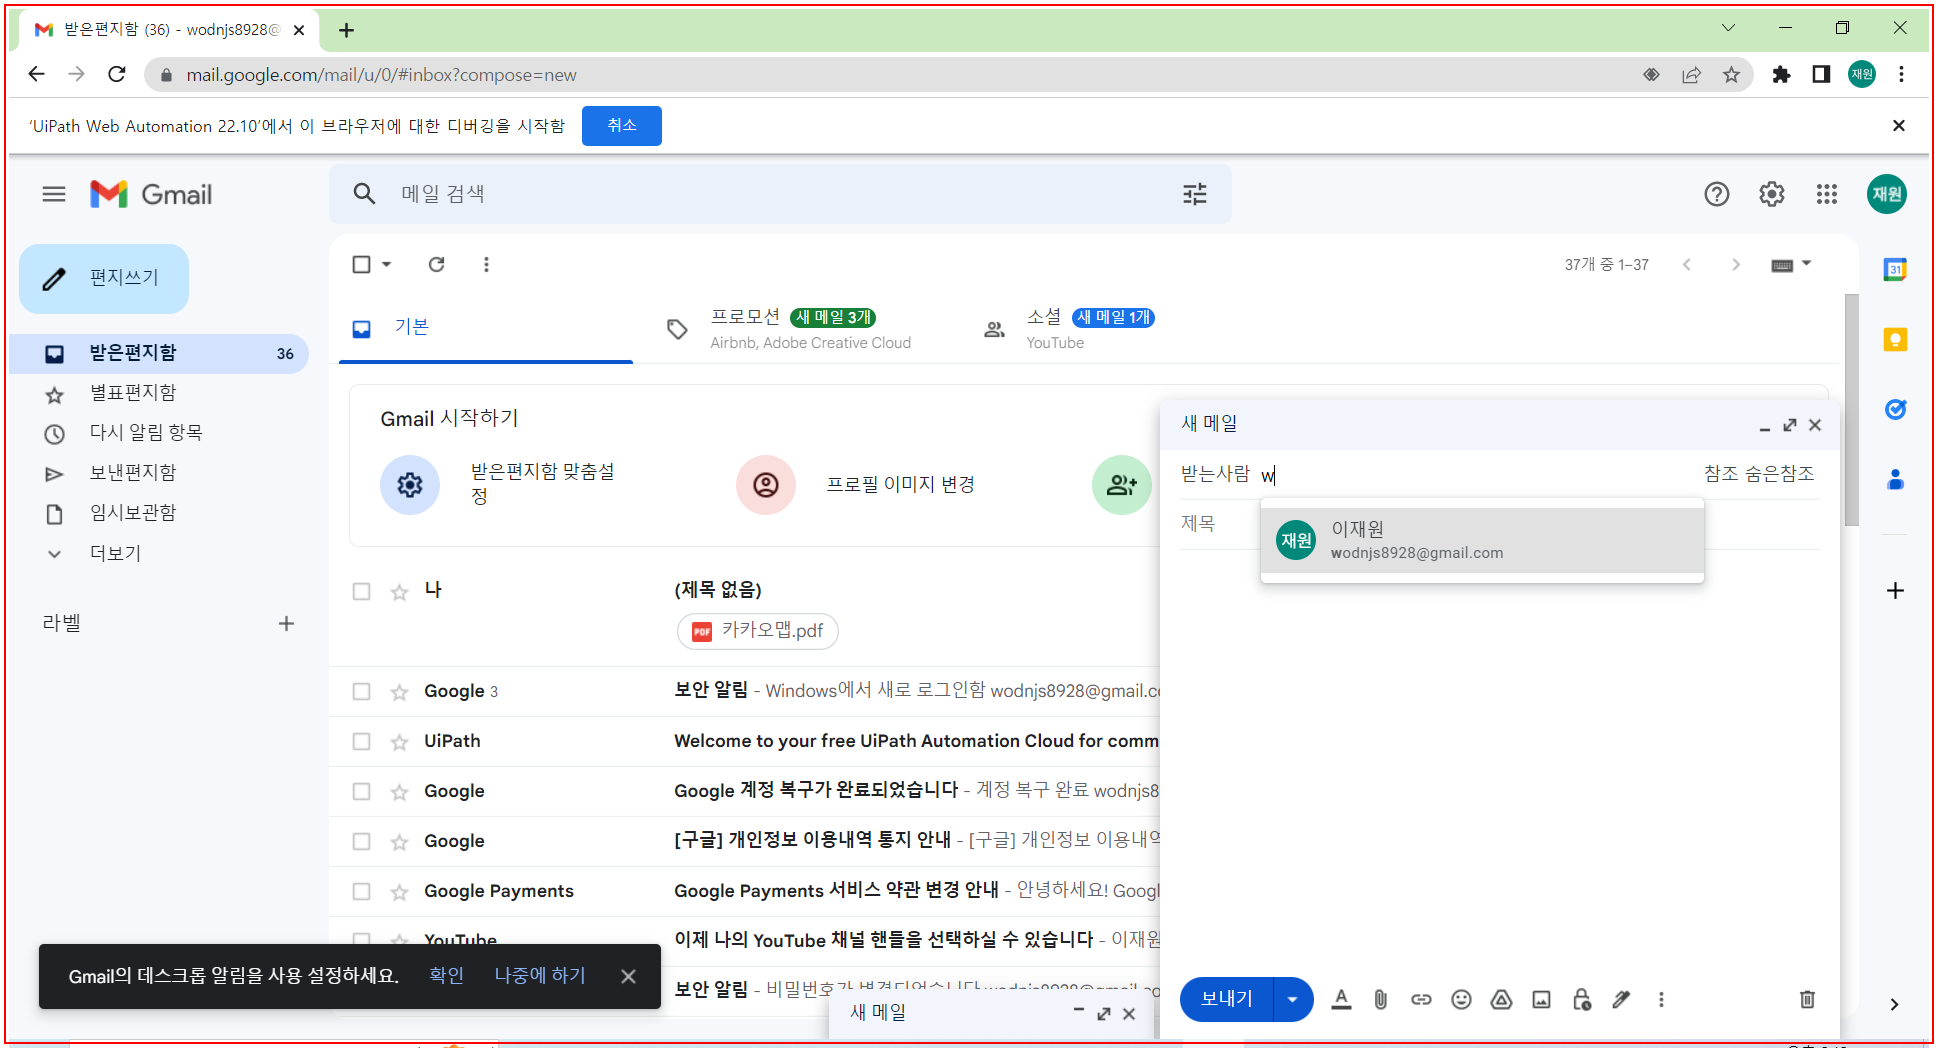 받은편지함 (36) - wodnjs8928@
mail.google.com/mail/u/0/#inbox?compose=new
재원
'UiPath Web Automation 22.10'에서 이 브라우저에 대한 디버깅을 시작함
취소
Gmail
메일 검색
재원
편지쓰기
37개 중 1–37
31
받은편지함 36
별표편지함
다시 알림 항목
보낸편지함
임시보관함
더보기
라벨
기본
프로모션 새 메일 3개
Airbnb, Adobe Creative Cloud
소셜 새 메일 1개
YouTube
Gmail 시작하기
받은편지함 맞춤설
정
프로필 이미지 변경
나 (제목 없음)
PDF 카카오맵.pdf
Google 3 보안 알림 - Windows에서 새로 로그인함 wodnjs8928@gmail.co
UiPath Welcome to your free UiPath Automation Cloud for comm
Google Google 계정 복구가 완료되었습니다 - 계정 복구 완료 wodnjs8
Google [구글] 개인정보 이용내역 통지 안내 - [구글] 개인정보 이용내역
Google Payments Google Payments 서비스 약관 변경 안내 - 안녕하세요! Googl
YouTube 이제 나의 YouTube 채널 핸들을 선택하실 수 있습니다 - 이재원
보안 알림 - 비밀번호가 변경되었습니다 wodnjs8928@gmail.co
Gmail의 데스크톱 알림을 사용 설정하세요. 확인 나중에 하기
새 메일
새 메일
받는사람 w 참조 숨은참조
제목
재원 이재원
wodnjs8928@gmail.com
보내기